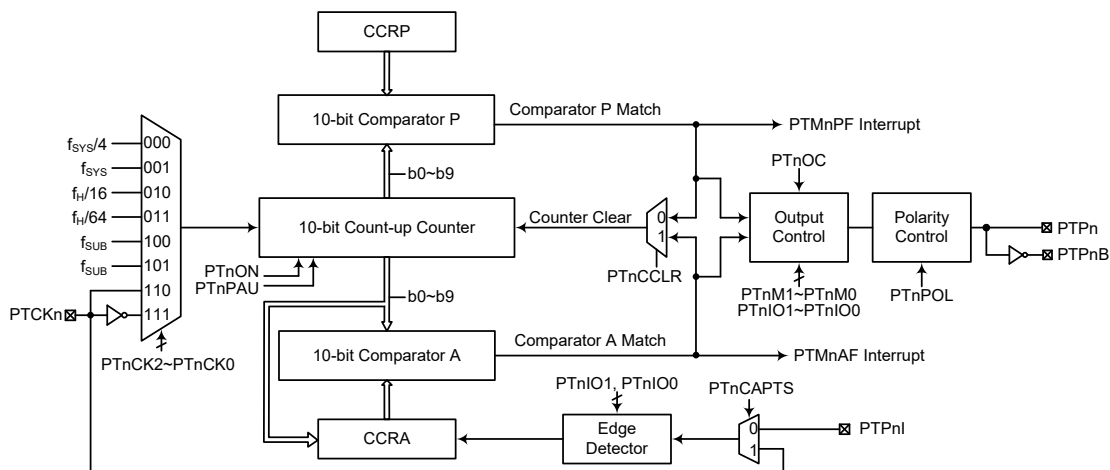 CCRP
10-bit Comparator P
Comparator P Match
PTMnPF Interrupt
fSYS/4
000
fSYS
001
fH/16
010
fH/64
011
fSUB
100
fSUB
101
110
111
PTCKn
PTnCK2~PTnCK0
b0~b9
10-bit Count-up Counter
Counter Clear
0
1
PTnCCLR
PTnOC
Output
Control
PTnM1~PTnM0
PTnIO1~PTnIO0
Polarity
Control
PTnPOL
PTPn
PTPnB
PTnON
PTnPAU
b0~b9
10-bit Comparator A
Comparator A Match
PTMnAF Interrupt
PTnIO1, PTnIO0
PTnCAPTS
CCRA
Edge
Detector
0
1
PTPnI